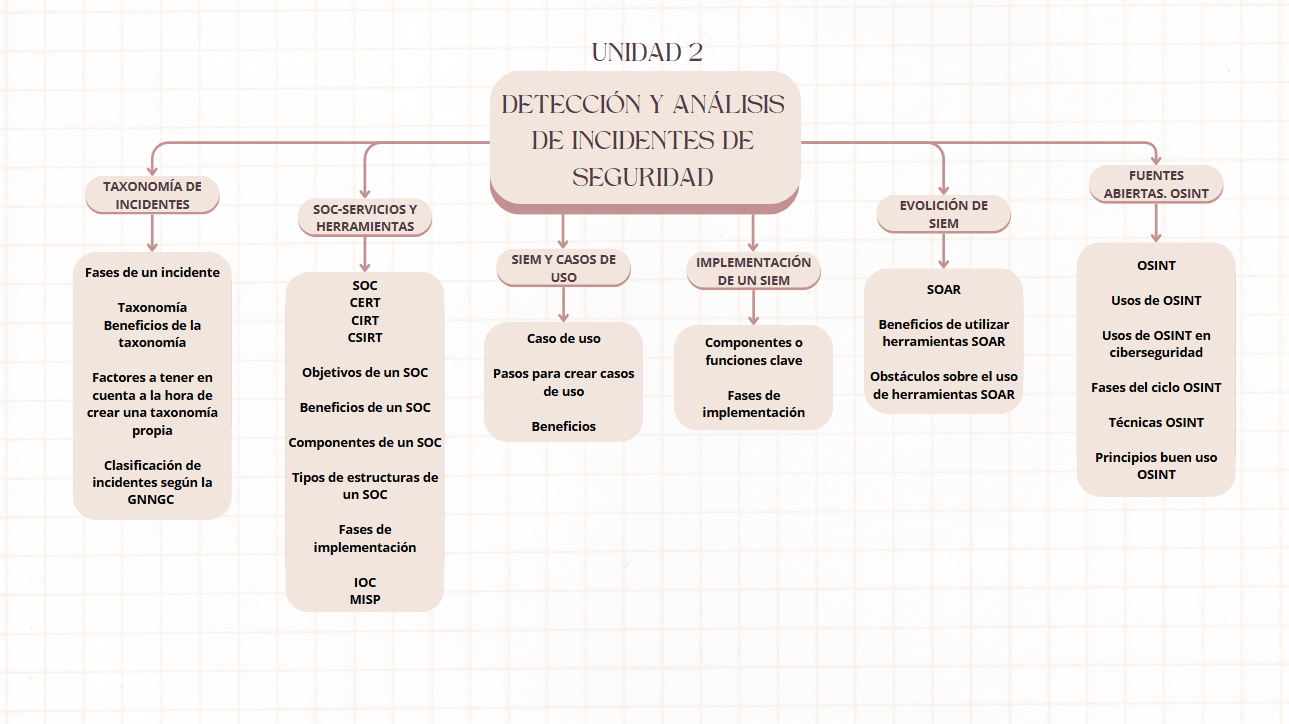 UNIDAD 2
DETECCIÓN Y ANÁLISIS
DE INCIDENTES DE
SEGURIDAD
TAXONOMÍA DE
INCIDENTES
Fases de un incidente
Taxonomía
Beneficios de la
taxonomía
Factores a tener en
cuenta a la hora de
crear una taxonomía
propia
Clasificación de
incidentes según la
GNNGC
SOC-SERVICIOS Y
HERRAMIENTAS
SOC
CERT
CIRT
CSIRT
Objetivos de un SOC
Beneficios de un SOC
Componentes de un SOC
Tipos de estructuras de
un SOC
Fases de
implementación
IOC
MISP
SIEM Y CASOS DE
USO
Caso de uso
Pasos para crear casos
de uso
Beneficios
IMPLEMENTACIÓN
DE UN SIEM
Componentes o
funciones clave
Fases de
implementación
EVOLICIÓN DE
SIEM
SOAR
Beneficios de utilizar
herramientas SOAR
Obstáculos sobre el uso
de herramientas SOAR
FUENTES
ABIERTAS. OSINT
OSINT
Usos de OSINT
Usos de OSINT en
ciberseguridad
Fases del ciclo OSINT
Técnicas OSINT
Principios buen uso
OSINT